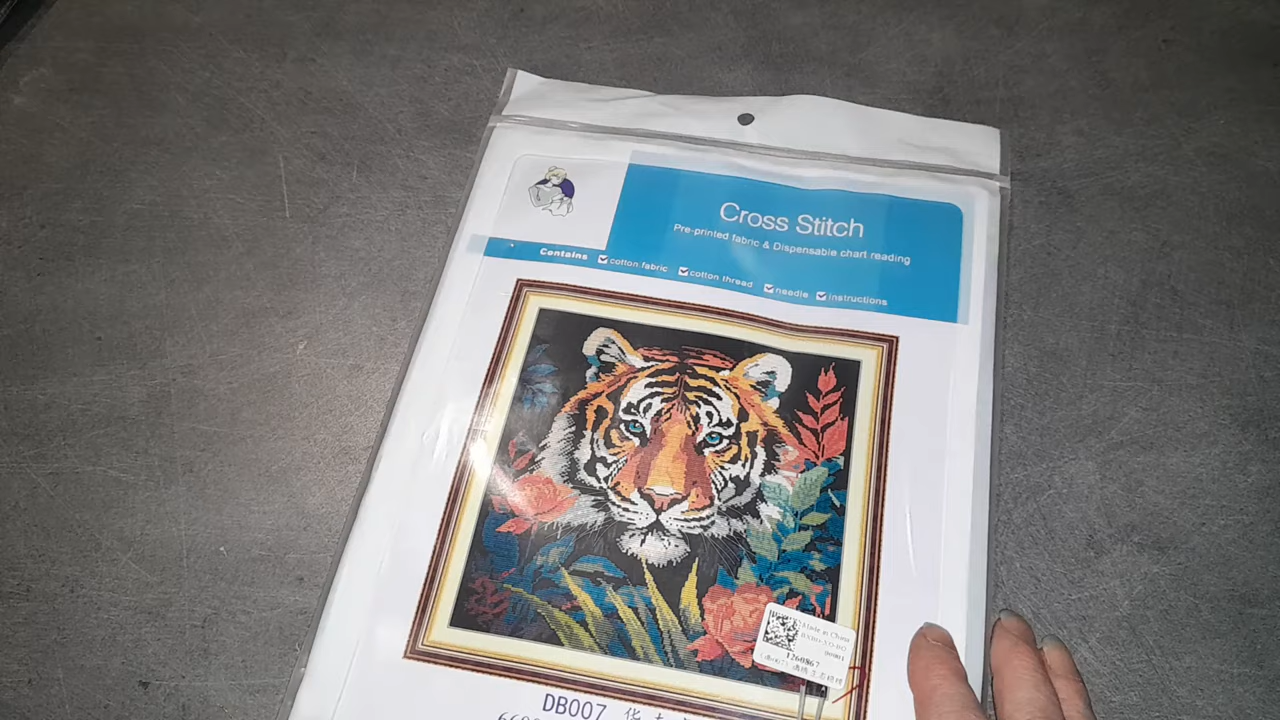 Cross Stitch
Pre-printed fabric & Dispensable chart reading
Contains cotton fabric cotton thread needle instructions
Made in China
1260867
DB007